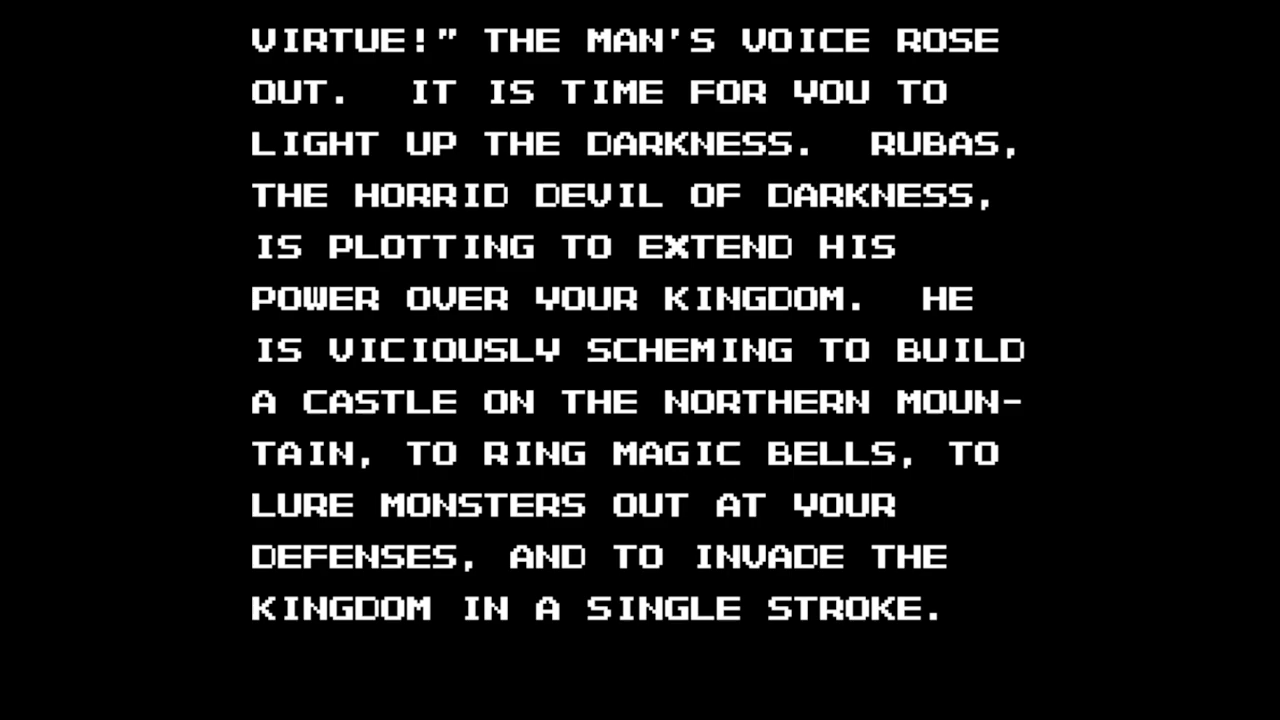 VIRTUE!” THE MAN'S VOICE ROSE
OUT.  IT IS TIME FOR YOU TO
LIGHT UP THE DARKNESS.  RUBAS,
THE HORRID DEVIL OF DARKNESS,
IS PLOTTING TO EXTEND HIS
POWER OVER YOUR KINGDOM.  HE
IS VICIOUSLY SCHEMING TO BUILD
A CASTLE ON THE NORTHERN MOUN-
TAIN, TO RING MAGIC BELLS, TO
LURE MONSTERS OUT AT YOUR
DEFENSES, AND TO INVADE THE
KINGDOM IN A SINGLE STROKE.